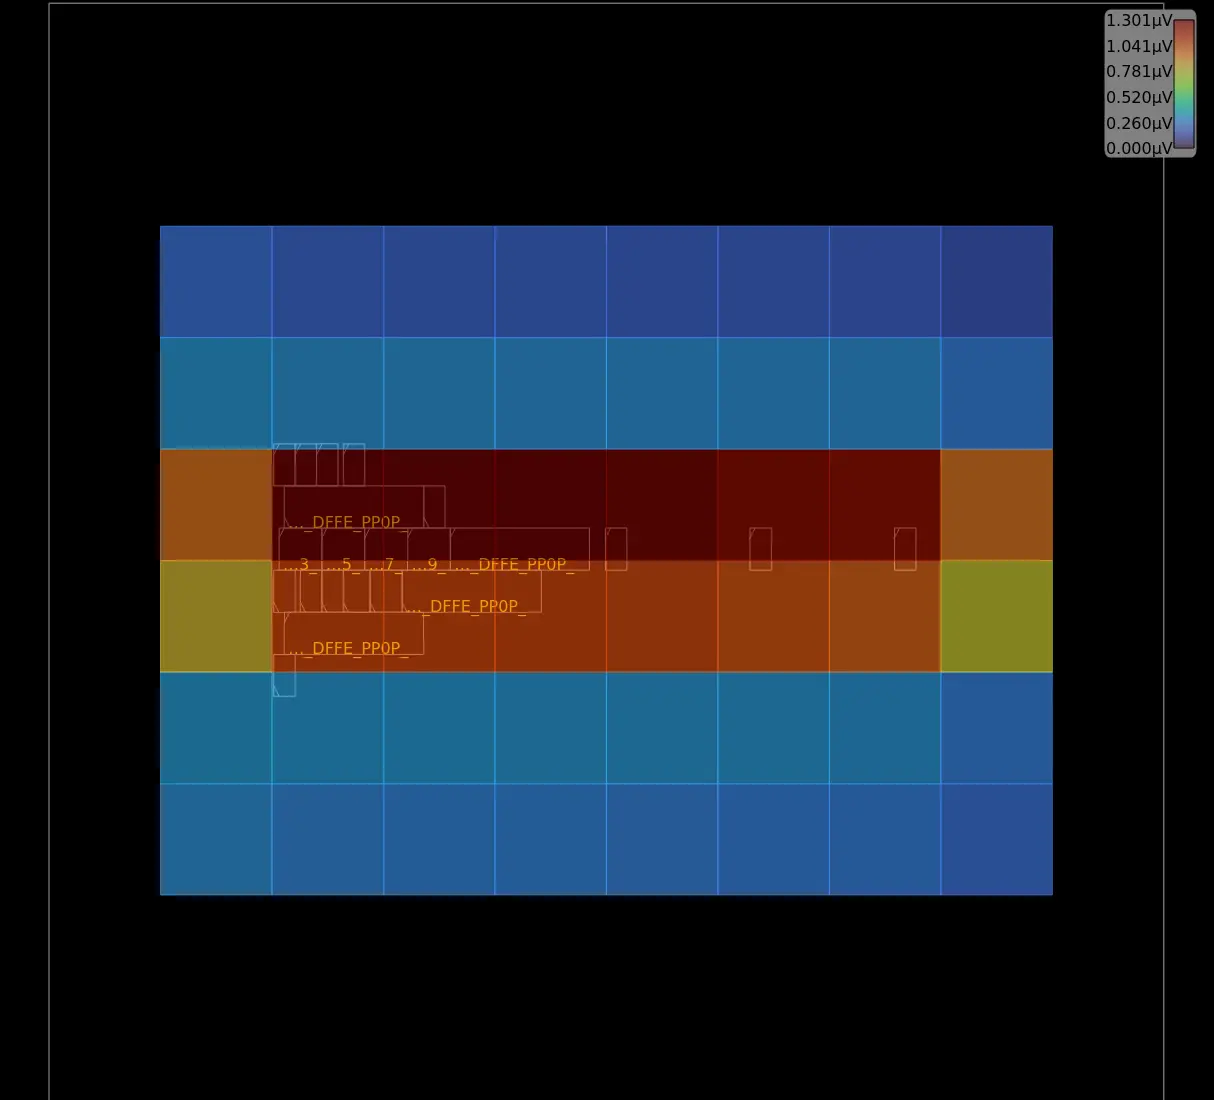 1.301µV
1.041µV
0.781µV
0.520µV
0.260µV
0.000µV
..._DFFE_PP0P_
...3_ ...5_ ...7_ ...9_ ..._DFFE_PP0P_
..._DFFE_PP0P_
..._DFFE_PP0P_